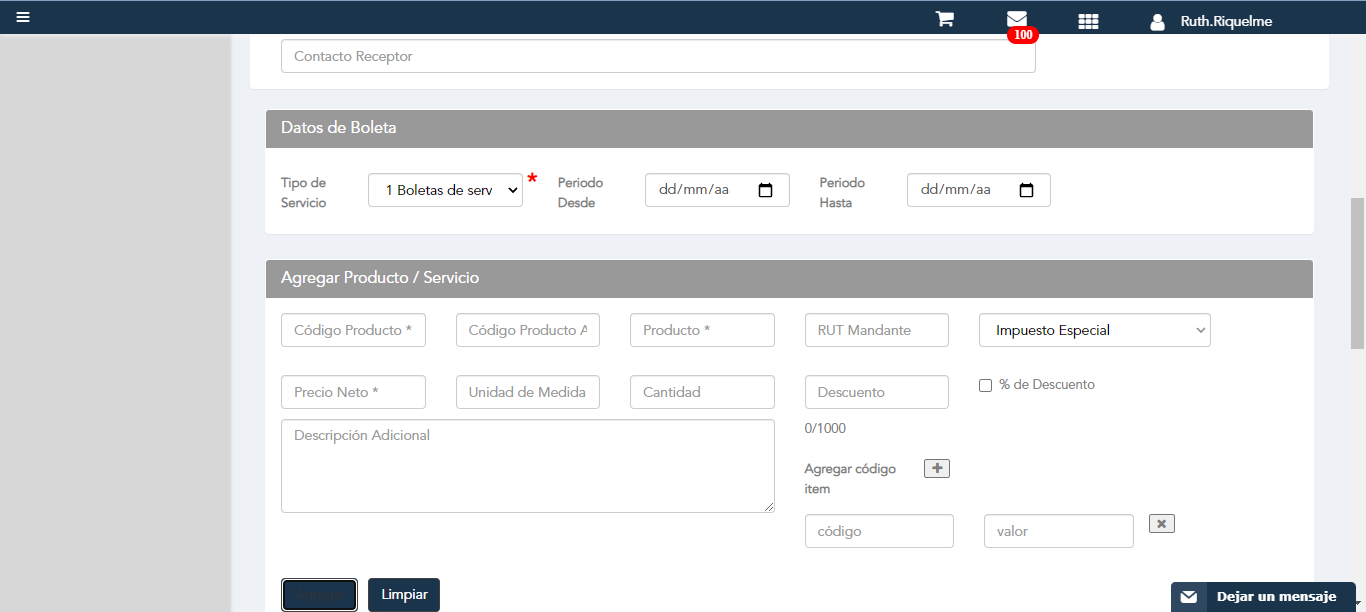 Ruth.Riquelme
100
Contacto Receptor
Datos de Boleta
Tipo de Servicio
1 Boletas de serv
*
Periodo Desde
dd/mm/aa
Periodo Hasta
dd/mm/aa
Agregar Producto / Servicio
Código Producto *
Código Producto A
Producto *
RUT Mandante
Impuesto Especial
Precio Neto *
Unidad de Medida
Cantidad
Descuento
% de Descuento
Descripción Adicional
0/1000
Agregar código item
código
valor
Agregar
Limpiar
Dejar un mensaje